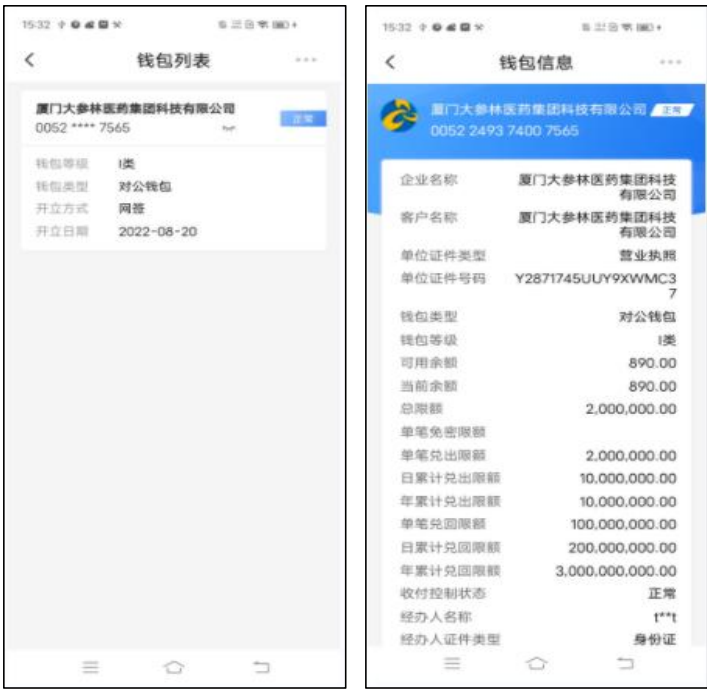 15:32
钱包列表
厦门大参林医药集团科技有限公司
0052 **** 7565
正常
钱包等级 I类
钱包类型 对公钱包
开立方式 网签
开立日期 2022-08-20
15:32
钱包信息
厦门大参林医药集团科技有限公司 正常
0052 2493 7400 7565
企业名称 厦门大参林医药集团科技
有限公司
客户名称 厦门大参林医药集团科技
有限公司
单位证件类型 营业执照
单位证件号码 Y2871745UUY9XWMC3
7
钱包类型 对公钱包
钱包等级 I类
可用余额 890.00
当前余额 890.00
总限额 2,000,000.00
单笔免密限额
单笔兑出限额 2,000,000.00
日累计兑出限额 10,000,000.00
年累计兑出限额 10,000,000.00
单笔兑回限额 100,000,000.00
日累计兑回限额 200,000,000.00
年累计兑回限额 3,000,000,000.00
收付控制状态 正常
经办人名称 t**t
经办人证件类型 身份证